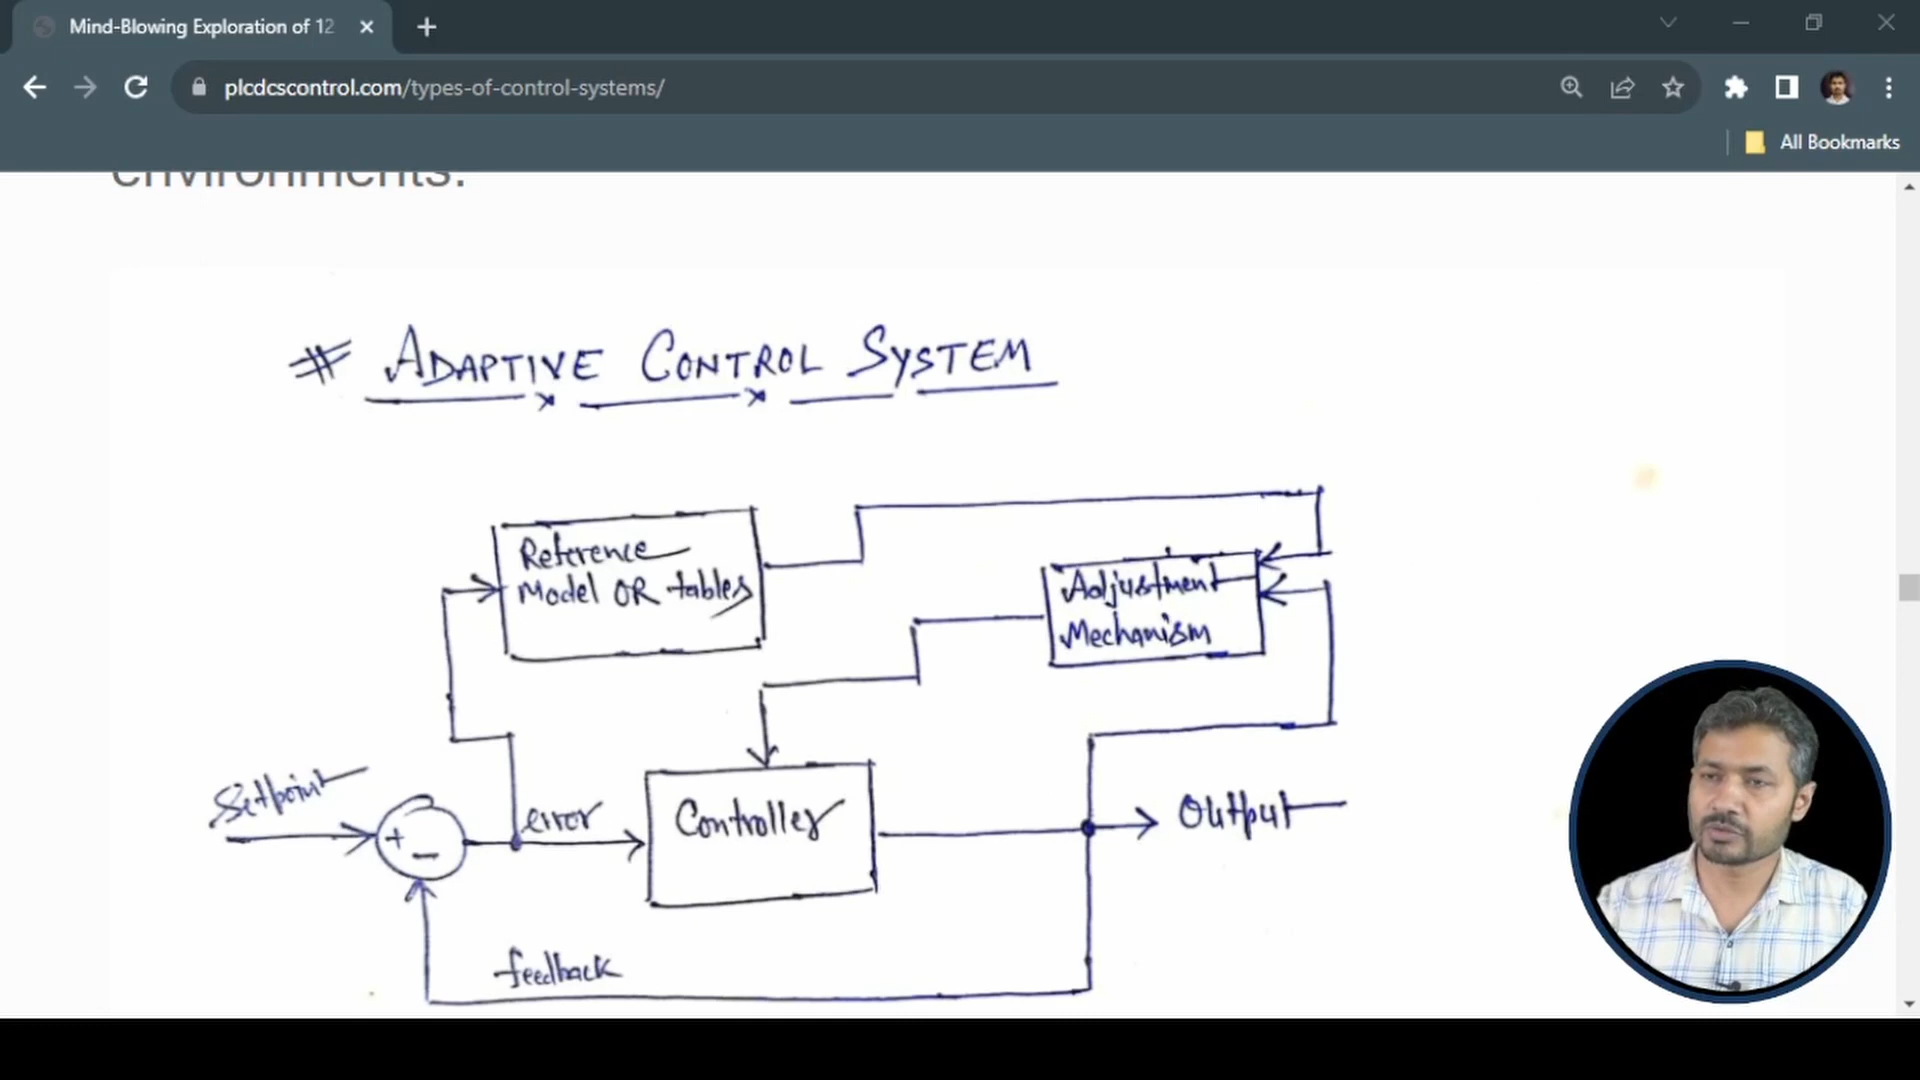 Mind-Blowing Exploration of 12
plcdcscontrol.com/types-of-control-systems/
All Bookmarks
environments.
# ADAPTIVE CONTROL SYSTEM
Reference
Model OR tables
Adjustment
Mechanism
Setpoint
+
-
error
Controller
Output
feedback